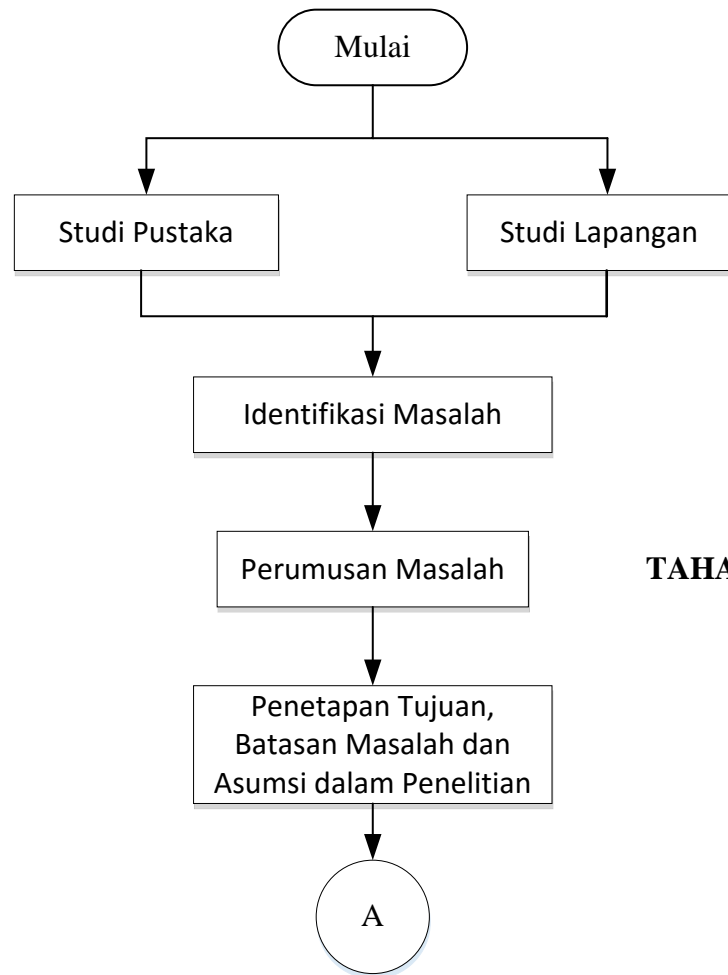 Mulai
Studi Pustaka
Studi Lapangan
Identifikasi Masalah
Perumusan Masalah
Penetapan Tujuan,
Batasan Masalah dan
Asumsi dalam Penelitian
A